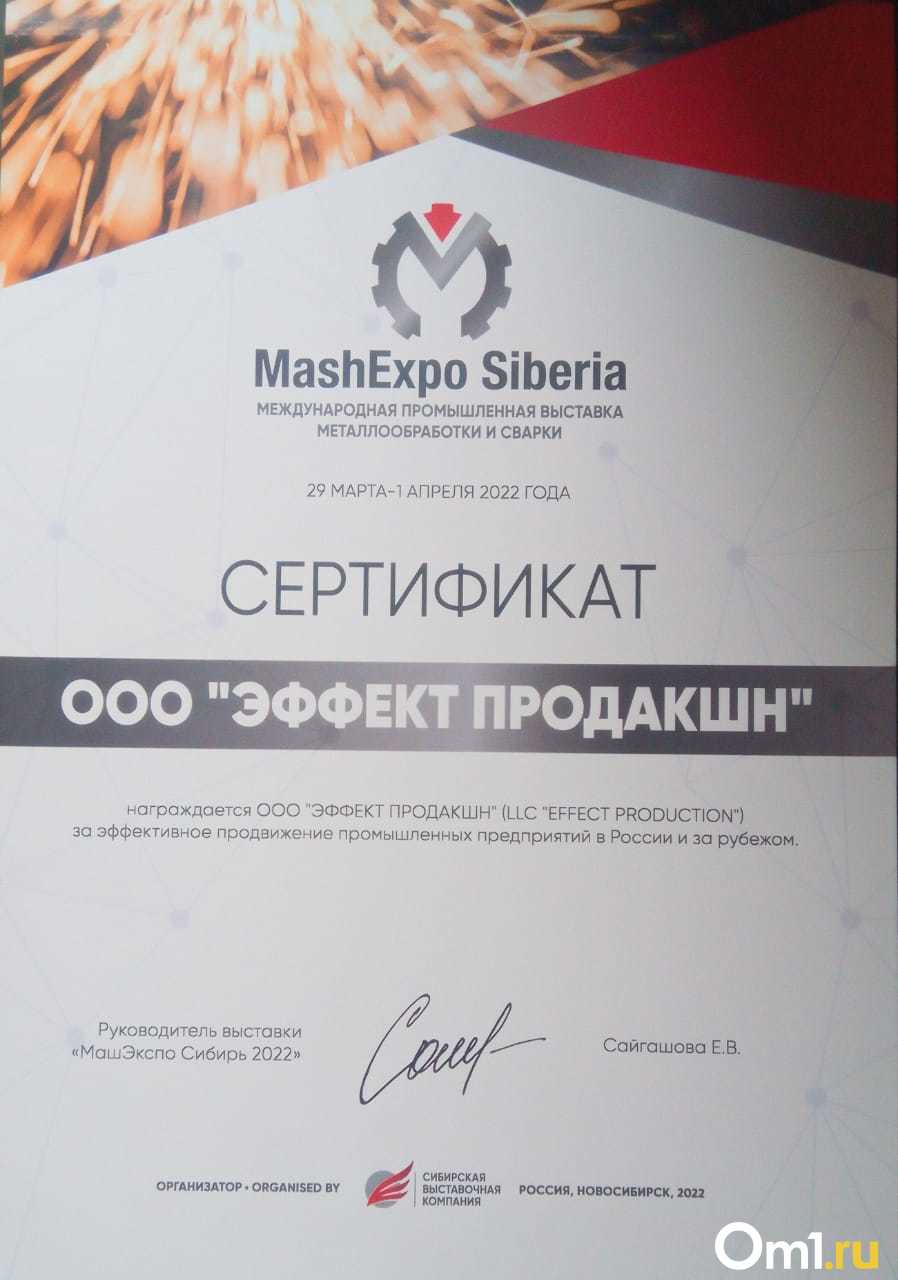 MashExpo Siberia
МЕЖДУНАРОДНАЯ ПРОМЫШЛЕННАЯ ВЫСТАВКА
МЕТАЛЛООБРАБОТКИ И СВАРКИ
29 МАРТА-1 АПРЕЛЯ 2022 ГОДА
СЕРТИФИКАТ
ООО "ЭФФЕКТ ПРОДАКШН"
награждается ООО "ЭФФЕКТ ПРОДАКШН" (LLC "EFFECT PRODUCTION")
за эффективное продвижение промышленных предприятий в России и за рубежом.
Руководитель выставки
«МашЭкспо Сибирь 2022»
Сайгашова Е.В.
ОРГАНИЗАТОР • ORGANISED BY
СИБИРСКАЯ
ВЫСТАВОЧНАЯ
КОМПАНИЯ
РОССИЯ, НОВОСИБИРСК, 2022
Om1.ru